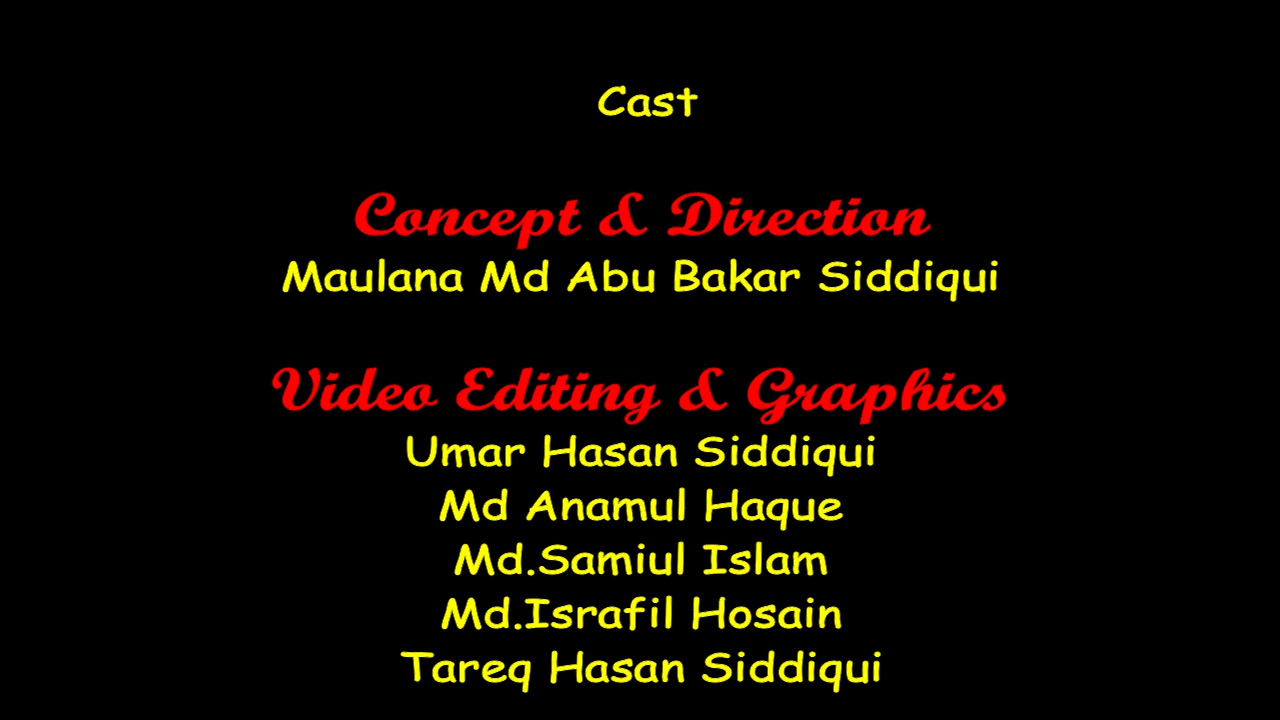 Cast
Concept & Direction
Maulana Md Abu Bakar Siddiqui
Video Editing & Graphics
Umar Hasan Siddiqui
Md Anamul Haque
Md.Samiul Islam
Md.Israfil Hosain
Tareq Hasan Siddiqui